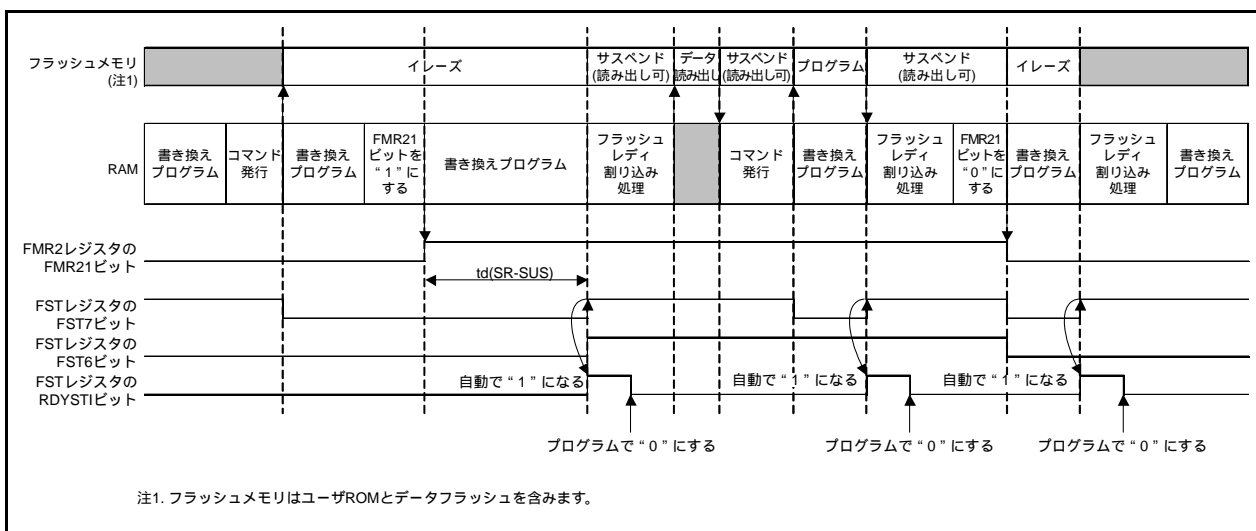 フラッシュメモリ
(注1)
イレーズ
サスペンド
(読み出し可)
データ
読み出し
サスペンド
(読み出し可)
プログラム
サスペンド
(読み出し可)
イレーズ
RAM
書き換え
プログラム
コマンド
発行
書き換え
プログラム
FMR21
ビットを
“1”に
する
書き換えプログラム
フラッシュ
レディ
割り込み
処理
コマンド
発行
書き換え
プログラム
フラッシュ
レディ
割り込み
処理
FMR21
ビットを
“0”に
する
書き換え
プログラム
フラッシュ
レディ
割り込み
処理
書き換え
プログラム
FMR2レジスタの
FMR21ビット
td(SR-SUS)
FSTレジスタの
FST7ビット
FSTレジスタの
FST6ビット
FSTレジスタの
RDYSTIビット
自動で“1”になる
自動で“1”になる
自動で“1”になる
プログラムで“0”にする
プログラムで“0”にする
プログラムで“0”にする
注1. フラッシュメモリはユーザROMとデータフラッシュを含みます。